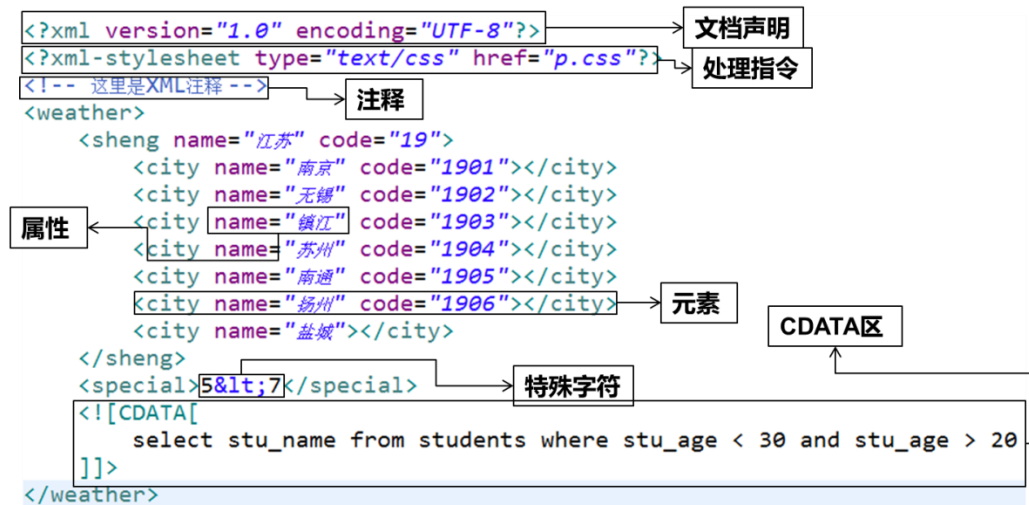 <?xml version="1.0" encoding="UTF-8"?>
文档声明
<?xml-stylesheet type="text/css" href="p.css"?>
处理指令
<!-- 这里是XML注释 -->
注释
<weather>
<sheng name="江苏" code="19">
<city name="南京" code="1901"></city>
<city name="无锡" code="1902"></city>
属性
<city name="镇江" code="1903"></city>
<city name="苏州" code="1904"></city>
<city name="南通" code="1905"></city>
<city name="扬州" code="1906"></city>
元素
<city name="盐城"></city>
CDATA区
</sheng>
<special>5&lt;7</special>
特殊字符
<![CDATA[
select stu_name from students where stu_age < 30 and stu_age > 20
]]>
</weather>